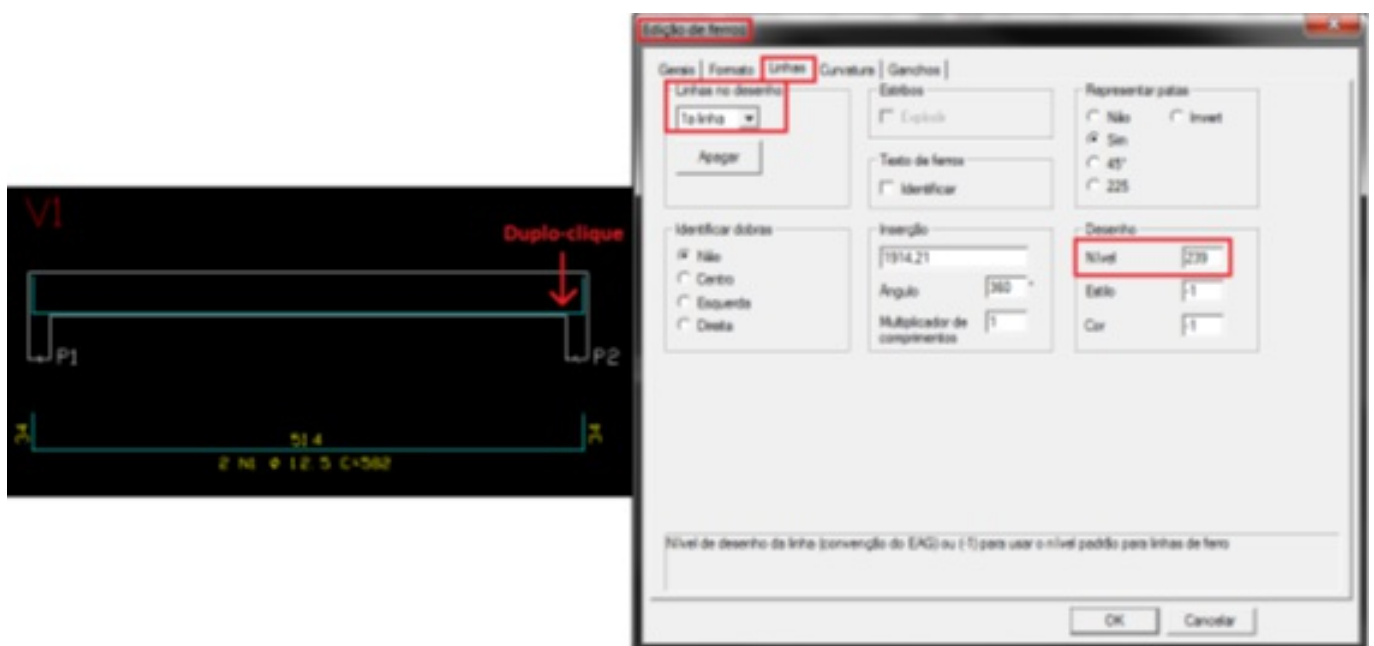 V1
Duplo-clique
P1
P2
34
514
34
2 N1 ϕ 12.5 C=582
Edição de ferros
Gerais
Formato
Linhas
Curvatura
Ganchos
Linhas no desenho
1a linha
Apagar
Estribos
Explodir
Texto de ferros
Identificar
Representar patas
Não
Invert
Sim
45°
225
Identificar dobras
Não
Centro
Esquerda
Direita
Inserção
1914,21
Ângulo
360 °
Multiplicador de
comprimentos
1
Desenho
Nível
239
Estilo
-1
Cor
-1
Nível de desenho da linha (convenção do EAG) ou (-1) para usar o nível padrão para linhas de ferro
OK
Cancelar